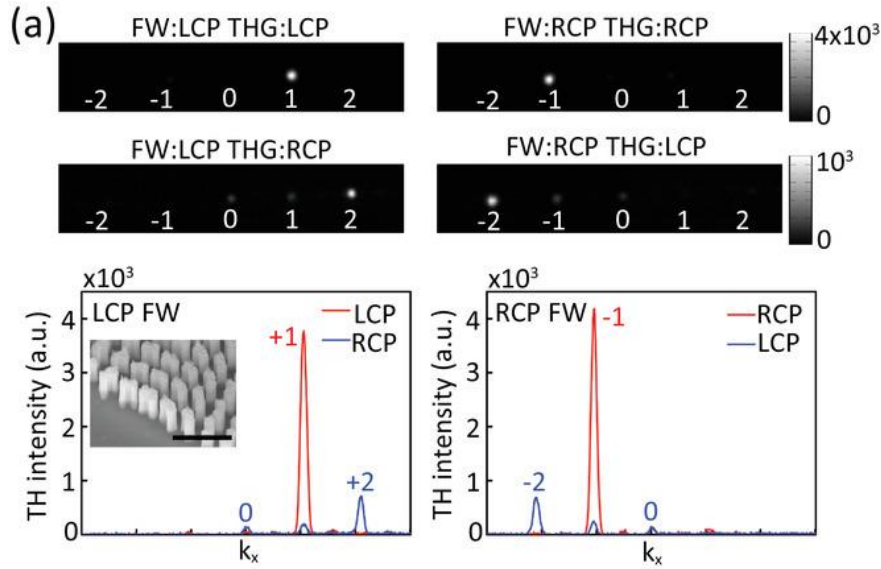 (a)
FW:LCP THG:LCP
-2 -1 0 1 2
FW:RCP THG:RCP
-2 -1 0 1 2
4x10³
0
FW:LCP THG:RCP
-2 -1 0 1 2
FW:RCP THG:LCP
-2 -1 0 1 2
10³
0
x10³
TH intensity (a.u.)
4
3
2
1
0
LCP FW
LCP
RCP
+1
0
+2
kₓ
x10³
TH intensity (a.u.)
4
3
2
1
0
RCP FW
RCP
LCP
-1
-2
0
kₓ